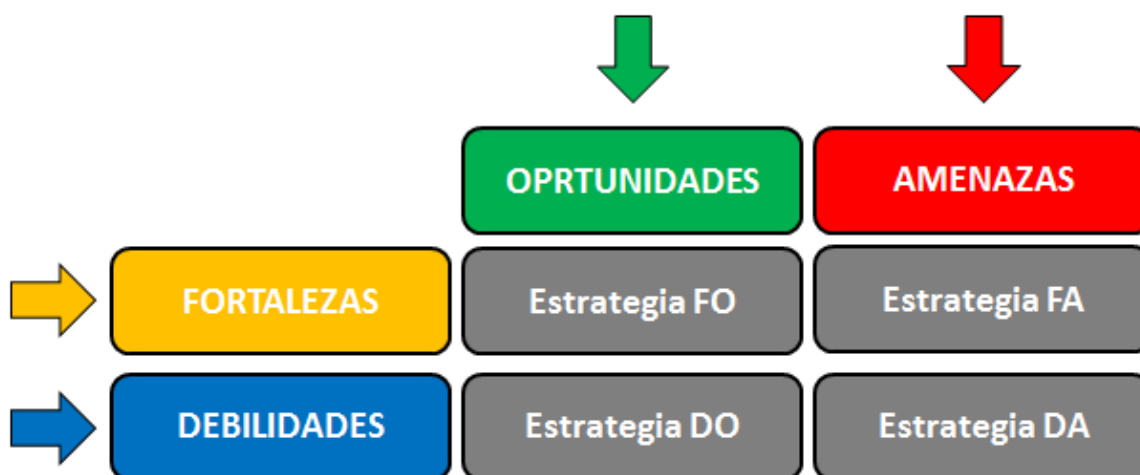 OPRTUNIDADES
AMENAZAS
FORTALEZAS
Estrategia FO
Estrategia FA
DEBILIDADES
Estrategia DO
Estrategia DA